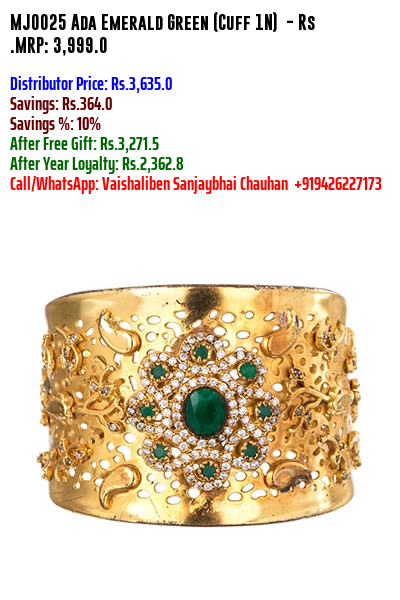 MJ0025 Ada Emerald Green (Cuff 1N) - Rs
.MRP: 3,999.0
Distributor Price: Rs.3,635.0
Savings: Rs.364.0
Savings %: 10%
After Free Gift: Rs.3,271.5
After Year Loyalty: Rs.2,362.8
Call/WhatsApp: Vaishaliben Sanjaybhai Chauhan +919426227173